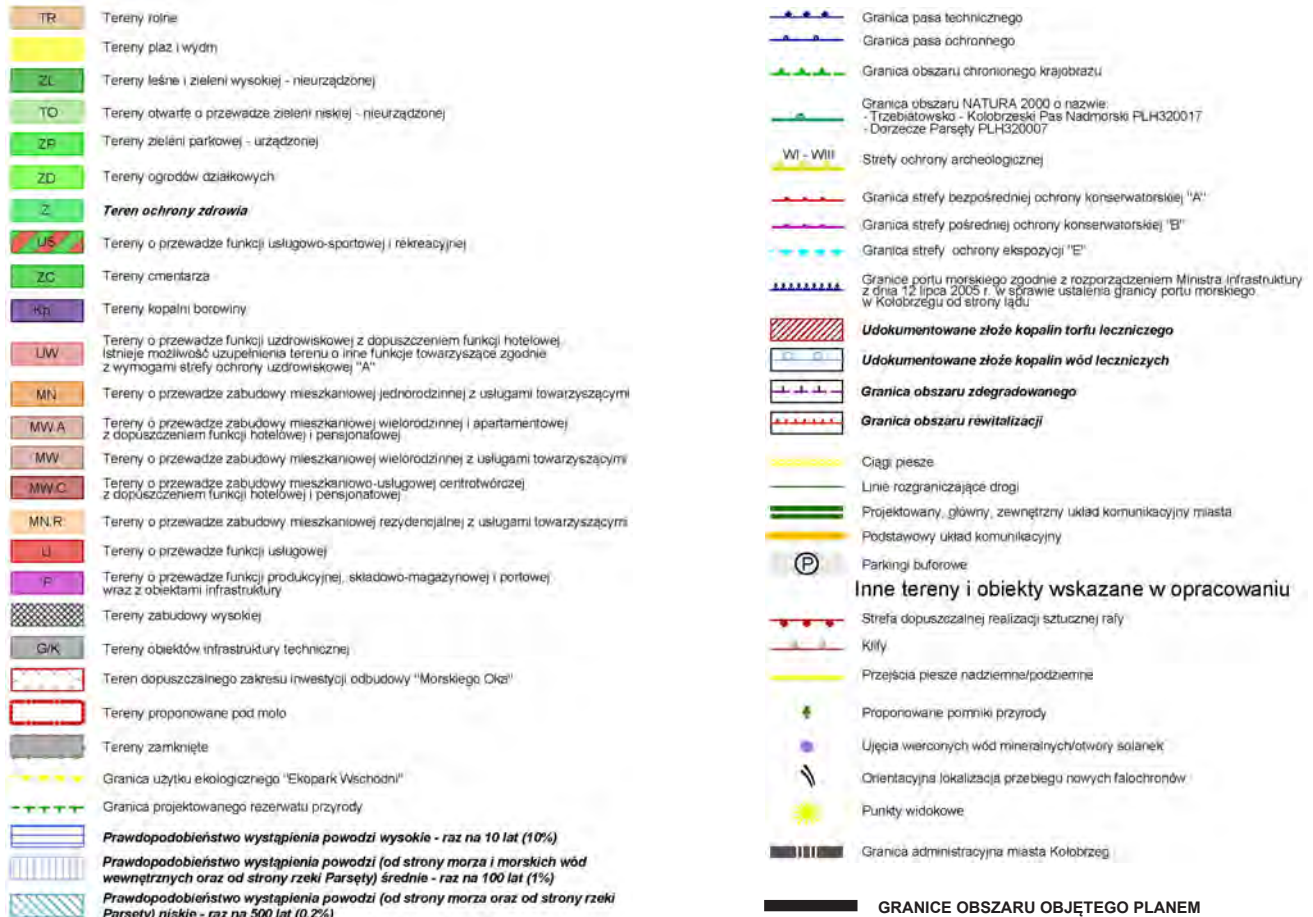 TR Tereny rolne
Tereny plaż i wydm
ZL Tereny leśne i zieleni wysokiej - nieurządzonej
TO Tereny otwarte o przewadze zieleni niskiej - nieurządzonej
ZP Tereny zieleni parkowej - urządzonej
ZD Tereny ogrodów działkowych
Z Teren ochrony zdrowia
US Tereny o przewadze funkcji usługowo-sportowej i rekreacyjnej
ZC Tereny cmentarza
Kp Tereny kopalni borowiny
UW Tereny o przewadze funkcji uzdrowiskowej z dopuszczeniem funkcji hotelowej.
Istnieje możliwość uzupełnienia terenu o inne funkcje towarzyszące zgodnie
z wymogami strefy ochrony uzdrowiskowej "A"
MN Tereny o przewadze zabudowy mieszkaniowej jednorodzinnej z usługami towarzyszącymi
MW.A Tereny o przewadze zabudowy mieszkaniowej wielorodzinnej i apartamentowej
z dopuszczeniem funkcji hotelowej i pensjonatowej
MW Tereny o przewadze zabudowy mieszkaniowej wielorodzinnej z usługami towarzyszącymi
MW.C Tereny o przewadze zabudowy mieszkaniowo-usługowej centrotwórczej
z dopuszczeniem funkcji hotelowej i pensjonatowej
MN.R Tereny o przewadze zabudowy mieszkaniowej rezydencjalnej z usługami towarzyszącymi
U Tereny o przewadze funkcji usługowej
P Tereny o przewadze funkcji produkcyjnej, składowo-magazynowej i portowej
wraz z obiektami infrastruktury
Tereny zabudowy wysokiej
G/K Tereny obiektów infrastruktury technicznej
Teren dopuszczalnego zakresu inwestycji odbudowy "Morskiego Oka"
Tereny proponowane pod molo
Tereny zamknięte
Granica użytku ekologicznego "Ekopark Wschodni"
Granica projektowanego rezerwatu przyrody
Prawdopodobieństwo wystąpienia powodzi wysokie - raz na 10 lat (10%)
Prawdopodobieństwo wystąpienia powodzi (od strony morza i morskich wód
wewnętrznych oraz od strony rzeki Parsęty) średnie - raz na 100 lat (1%)
Prawdopodobieństwo wystąpienia powodzi (od strony morza oraz od strony rzeki
Parsęty) niskie - raz na 500 lat (0,2%)
Granica pasa technicznego
Granica pasa ochronnego
Granica obszaru chronionego krajobrazu
Granica obszaru NATURA 2000 o nazwie:
- Trzebiatowsko - Kołobrzeski Pas Nadmorski PLH320017
- Dorzecze Parsęty PLH320007
WI - WIII Strefy ochrony archeologicznej
Granica strefy bezpośredniej ochrony konserwatorskiej "A"
Granica strefy pośredniej ochrony konserwatorskiej "B"
Granica strefy ochrony ekspozycji "E"
Granice portu morskiego zgodnie z rozporządzeniem Ministra Infrastruktury
z dnia 12 lipca 2005 r. w sprawie ustalenia granicy portu morskiego
w Kołobrzegu od strony lądu
Udokumentowane złoże kopalin torfu leczniczego
Udokumentowane złoże kopalin wód leczniczych
Granica obszaru zdegradowanego
Granica obszaru rewitalizacji
Ciągi piesze
Linie rozgraniczające drogi
Projektowany, główny, zewnętrzny układ komunikacyjny miasta
Podstawowy układ komunikacyjny
P Parkingi buforowe
Inne tereny i obiekty wskazane w opracowaniu
Strefa dopuszczalnej realizacji sztucznej rafy
Klify
Przejścia piesze nadziemne/podziemne
Proponowane pomniki przyrody
Ujęcia wierconych wód mineralnych/otwory solanek
Orientacyjna lokalizacja przebiegu nowych falochronów
Punkty widokowe
Granica administracyjna miasta Kołobrzeg
GRANICE OBSZARU OBJĘTEGO PLANEM